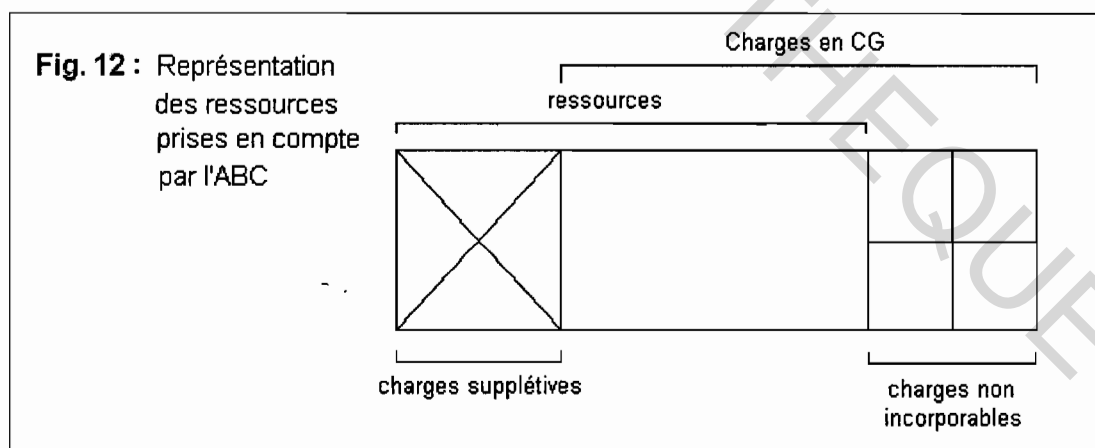 Fig. 12 : Représentation
des ressources
prises en compte
par l'ABC
Charges en CG
ressources
charges supplétives
charges non
incorporables
THEQUE